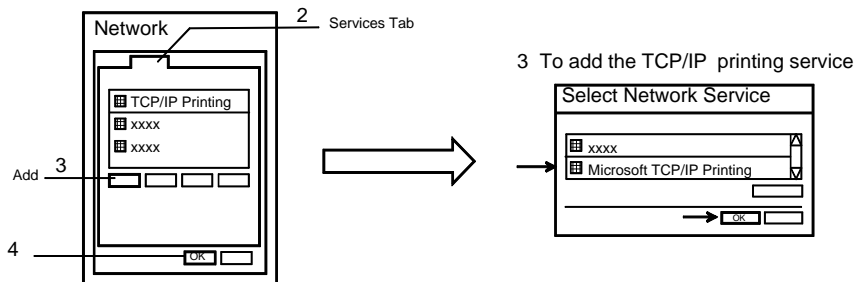 Network
2 Services Tab
TCP/IP Printing
xxxx
xxxx
Add 3
4
OK
3 To add the TCP/IP printing service
Select Network Service
xxxx
Microsoft TCP/IP Printing
OK